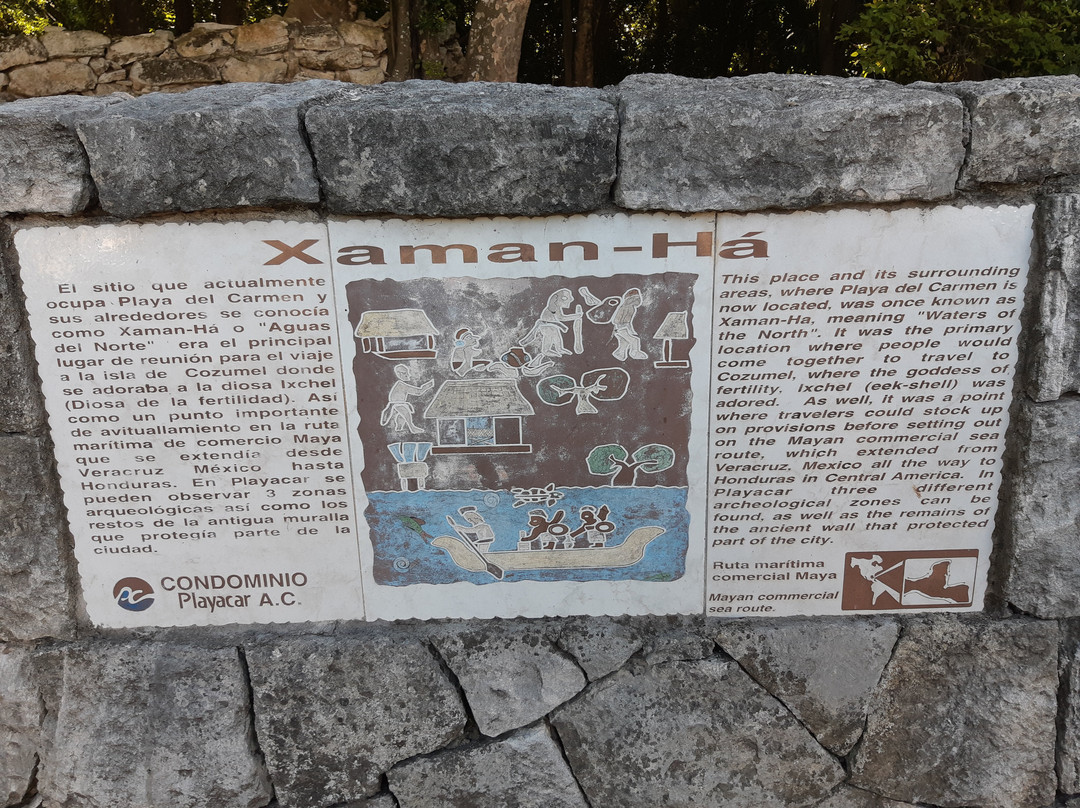 Xaman-Há
El sitio que actualmente
ocupa Playa del Carmen y
sus alrededores se conocía
como Xaman-Há o "Aguas
del Norte" era el principal
lugar de reunión para el viaje
a la isla de Cozumel donde
se adoraba a la diosa Ixchel
(Diosa de la fertilidad). Así
como un punto importante
de avituallamiento en la ruta
marítima de comercio Maya
que se extendía desde
Veracruz México hasta
Honduras. En Playacar se
pueden observar 3 zonas
arqueológicas así como los
restos de la antigua muralla
que protegía parte de la
ciudad.
CONDOMINIO
Playacar A.C.
This place and its surrounding
areas, where Playa del Carmen is
now located, was once known as
Xaman-Ha, meaning "Waters of
the North". It was the primary
location where people would
come together to travel to
Cozumel, where the goddess of
fertility. Ixchel (eek-shell) was
adored. As well, it was a point
where travelers could stock up
on provisions before setting out
on the Mayan commercial sea
route, which extended from
Veracruz. Mexico all the way to
Honduras in Central America.
Playacar three different
archeological zones can be
found, as well as the remains of
the ancient wall that protected
part of the city.
Ruta marítima
comercial Maya
Mayan commercial
sea route.